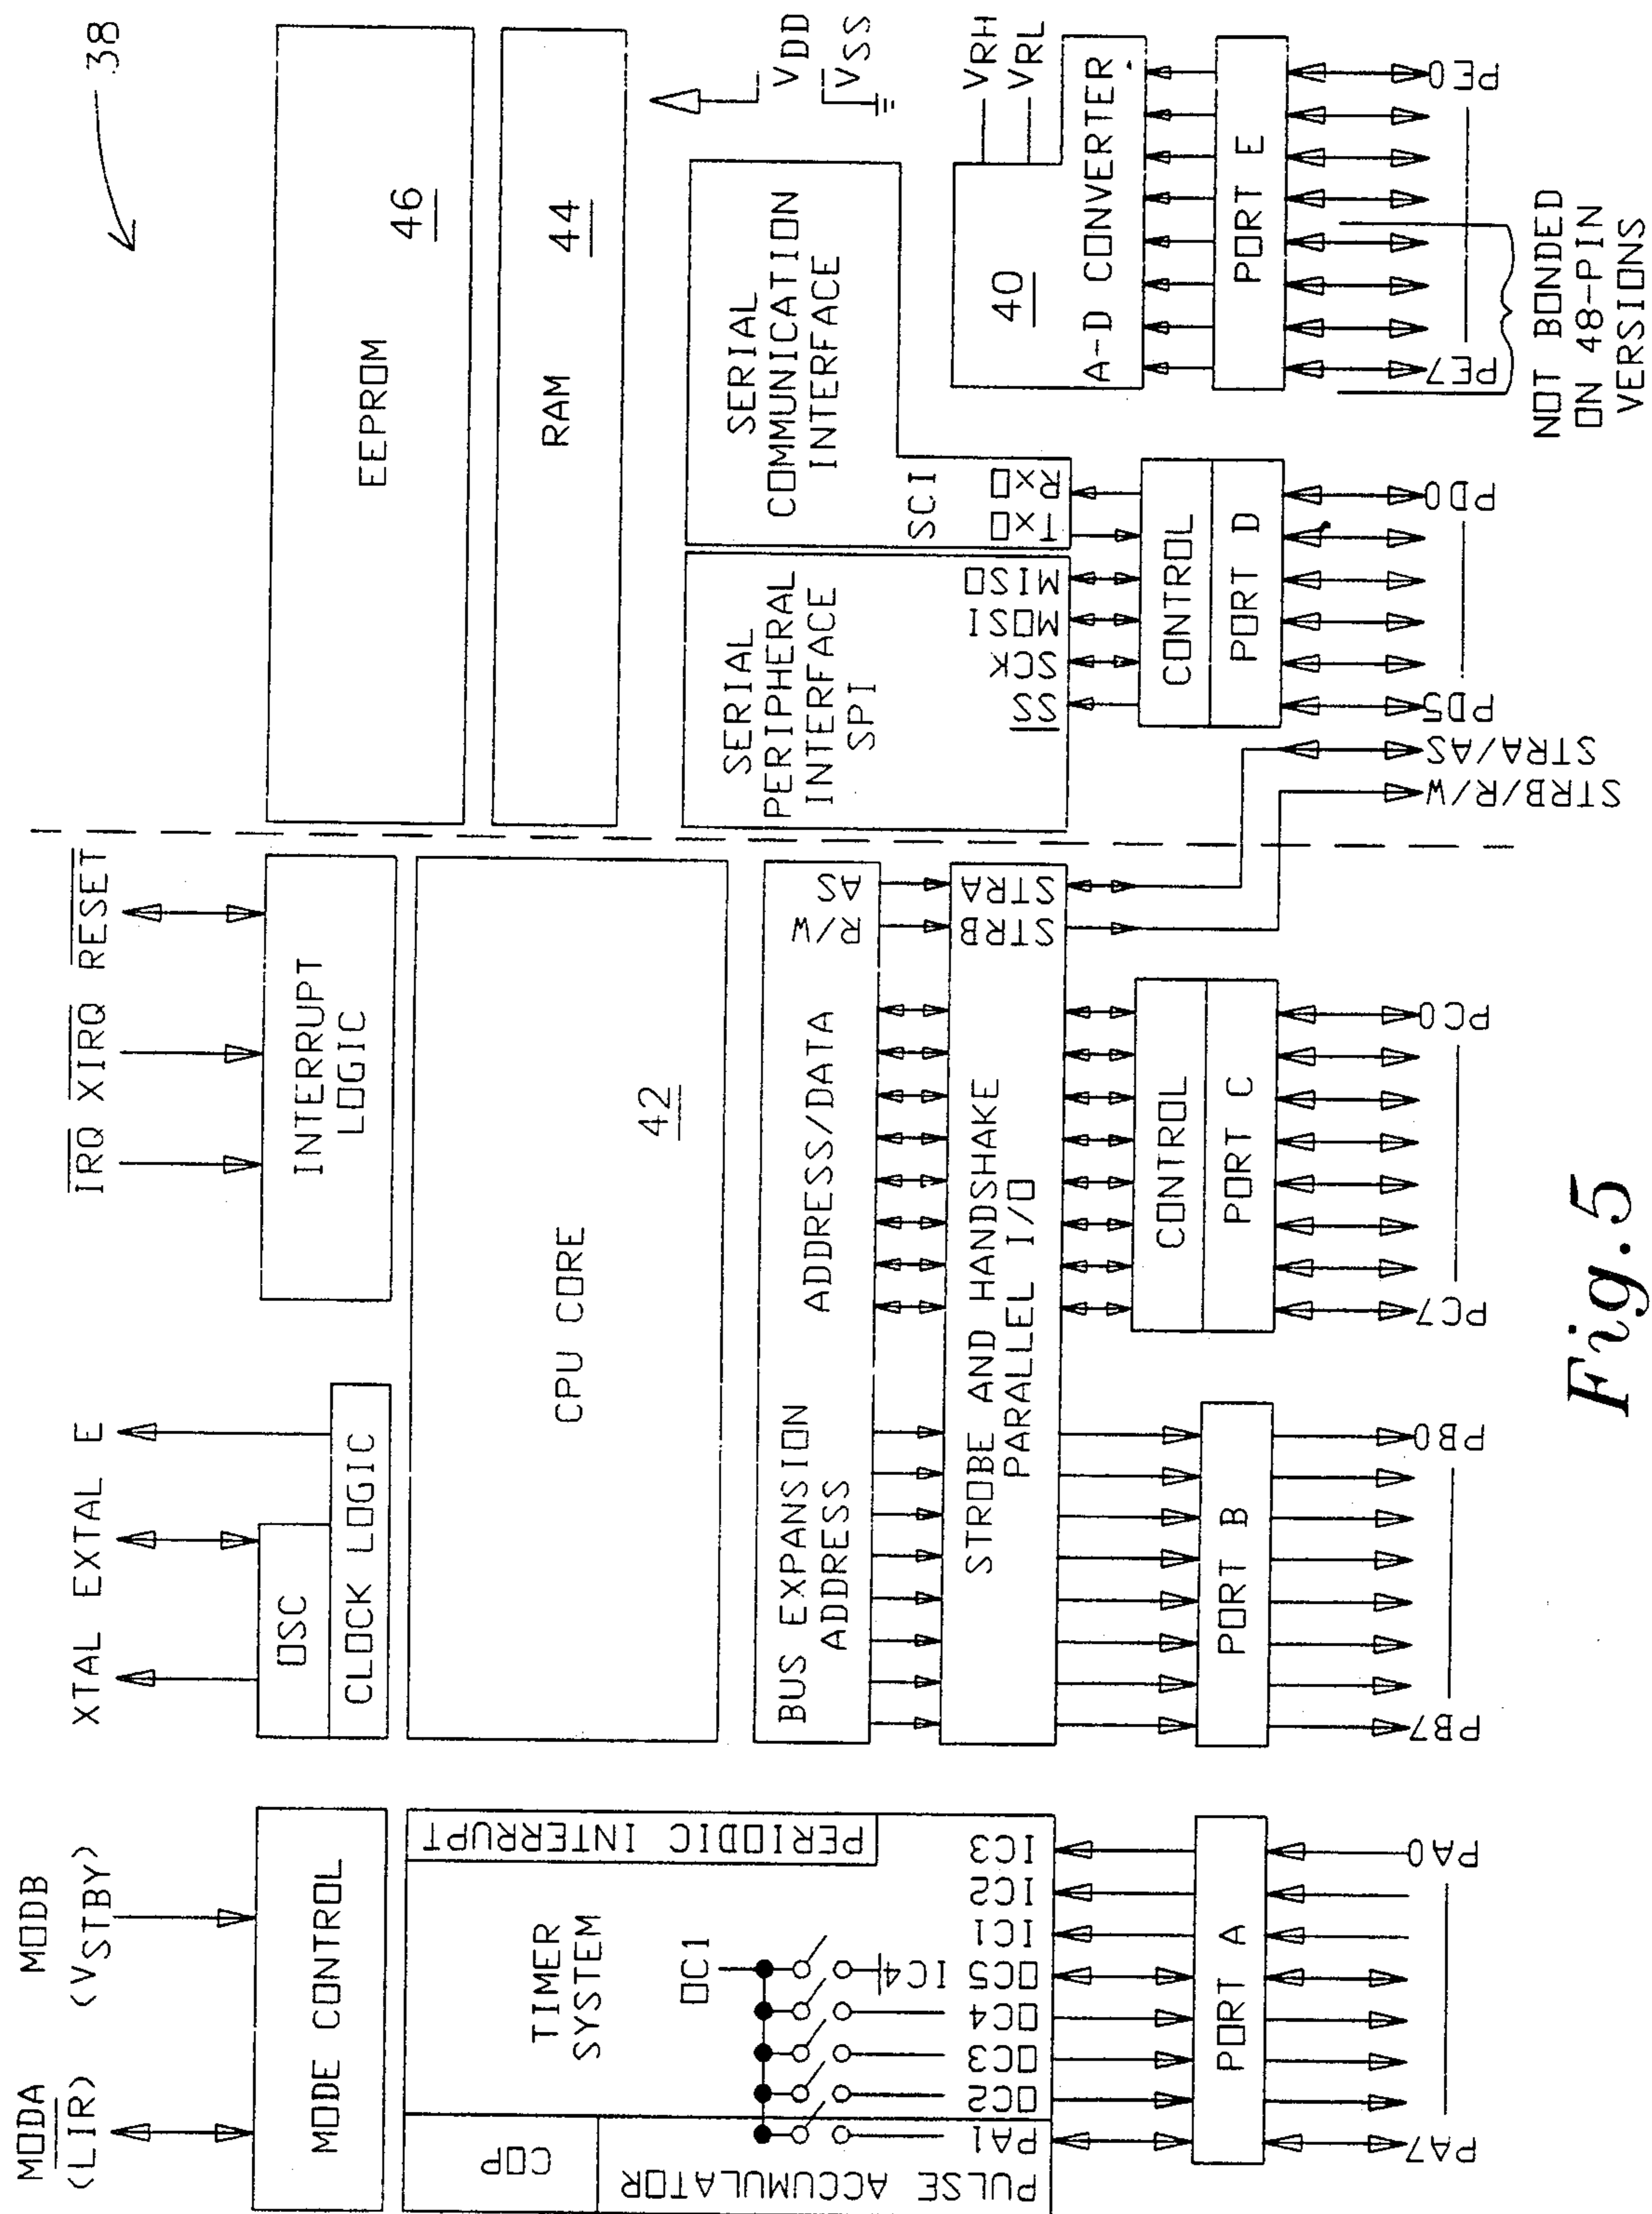 38
MODA
(LIR)
MODB
(VSTBY)
XTAL EXTAL E
IRQ XIRQ RESET
MODE CONTROL
OSC
CLOCK LOGIC
INTERRUPT
LOGIC
EEPROM
46
RAM
44
VDD
VSS
COP
PULSE ACCUMULATOR
TIMER
SYSTEM
PERIODIC INTERRUPT
OC1
PA1
OC2
OC3
OC4
OC5
IC4
IC1
IC2
IC3
CPU CORE
42
BUS EXPANSION
ADDRESS
ADDRESS/DATA
R/W
AS
STROBE AND HANDSHAKE
PARALLEL I/O
STRB
STRA
SERIAL
PERIPHERAL
INTERFACE
SPI
SS
SCK
MOSI
MISO
SERIAL
COMMUNICATION
INTERFACE
SCI
TxD
RxD
VRH
VRL
40
A-D CONVERTER
PORT A
PORT B
CONTROL
PORT C
CONTROL
PORT D
PORT E
PA7
PA0
PB7
PB0
PC7
PC0
STRB/R/W
STRA/AS
PD5
PD0
PE7
PE0
NOT BONDED
ON 48-PIN
VERSIONS
Fig. 5